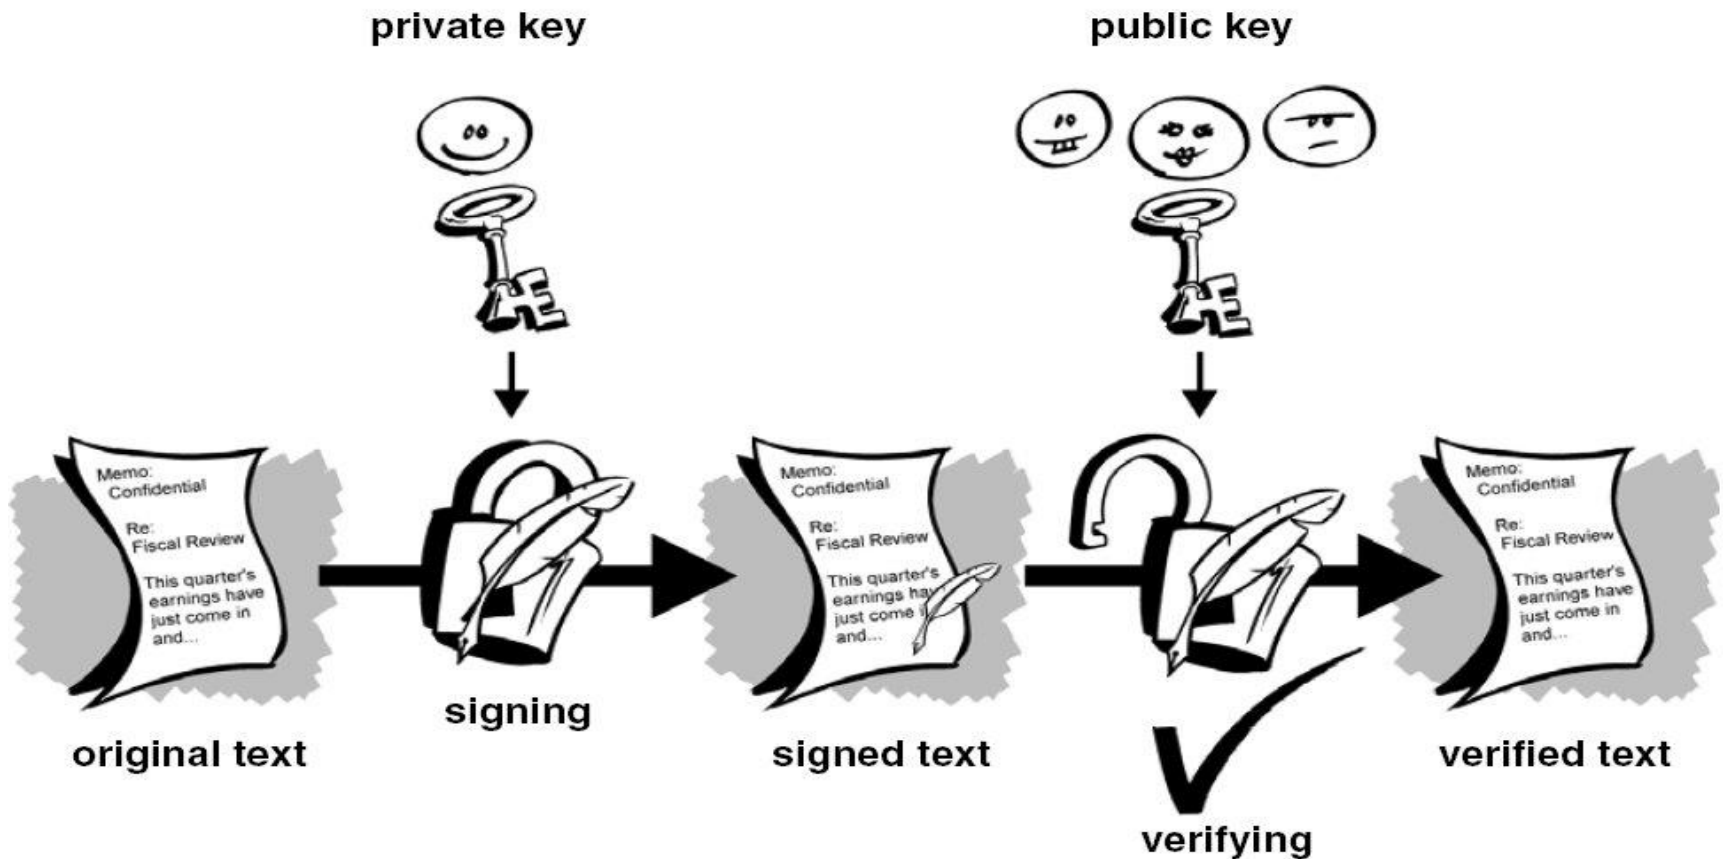 private key
public key
Memo:
Confidential
Re:
Fiscal Review
This quarter's
earnings have
just come in
and...
Memo:
Confidential
Re:
Fiscal Review
This quarter's
earnings ha
just come i
and...
Memo:
Confidential
Re:
Fiscal Review
This quarter's
earnings have
just come in
and...
signing
original text
signed text
verified text
verifying